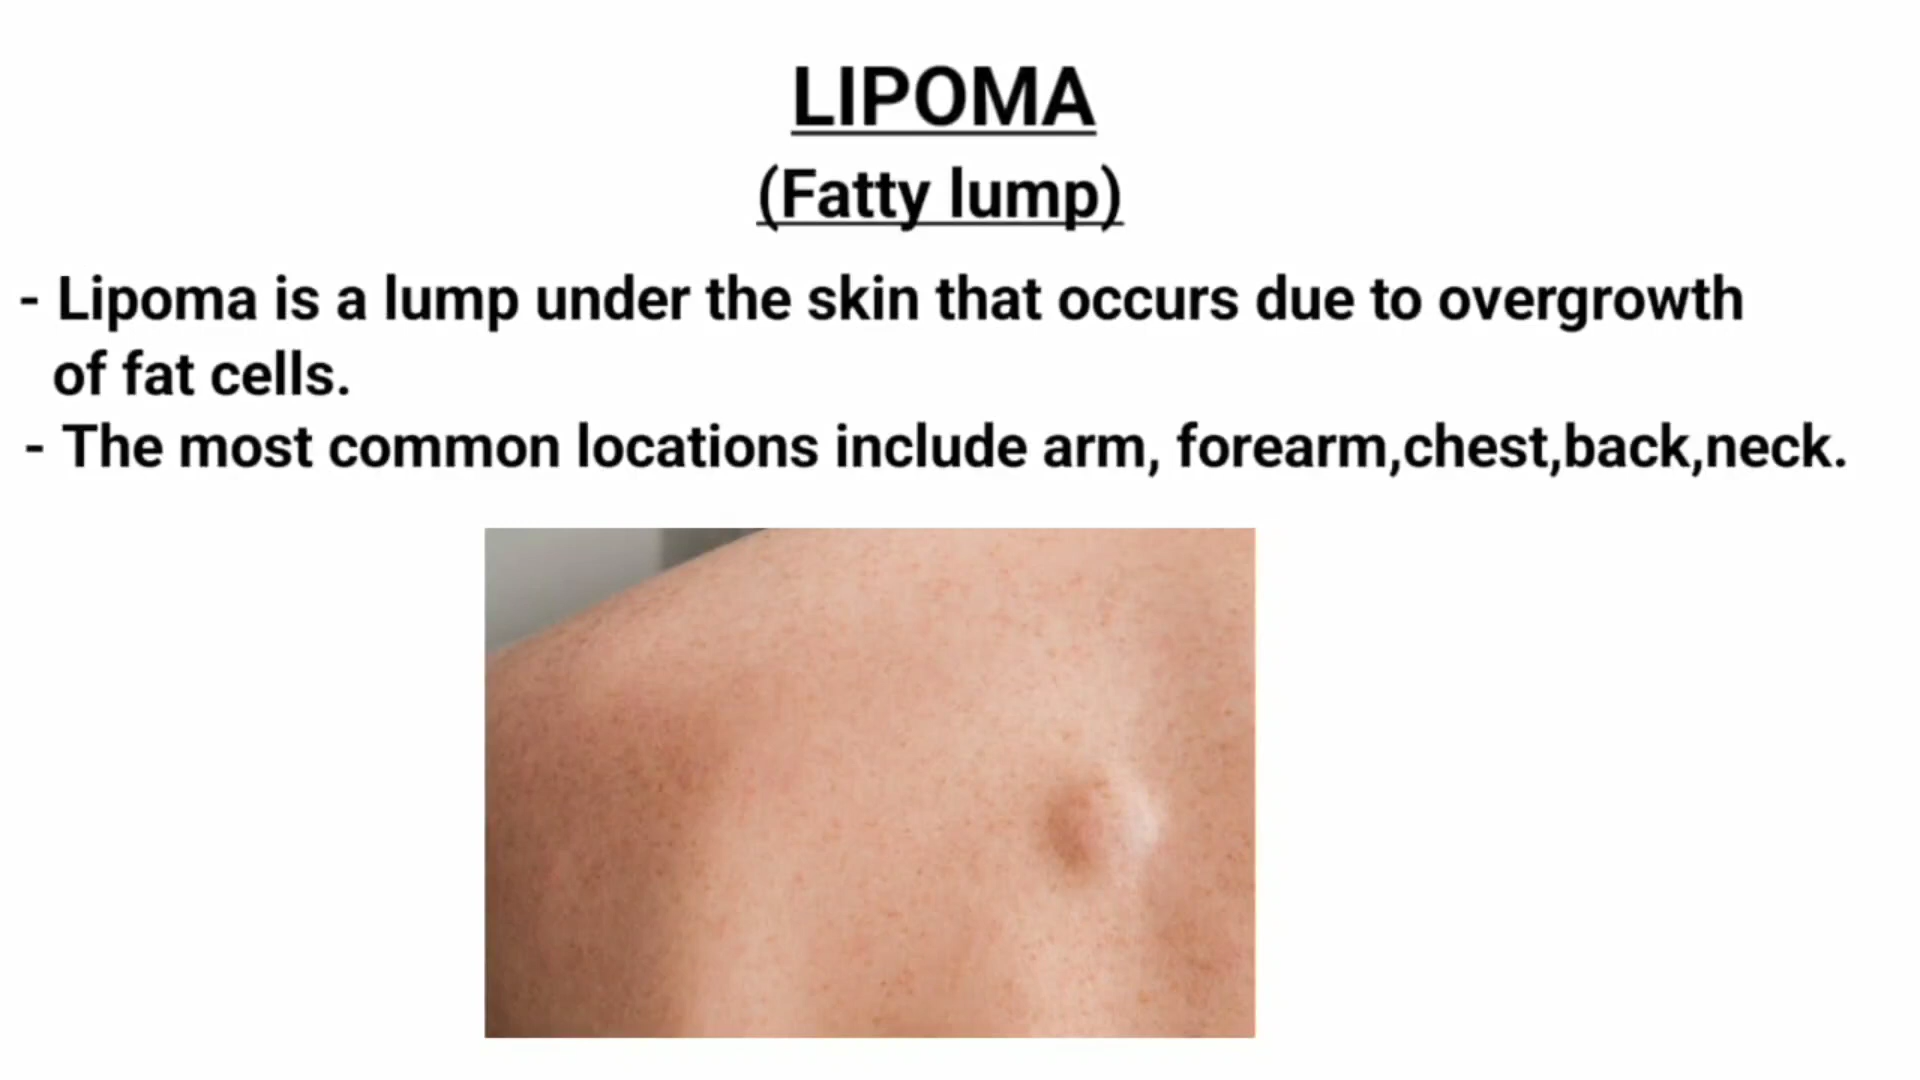 LIPOMA
(Fatty lump)
- Lipoma is a lump under the skin that occurs due to overgrowth
of fat cells.
- The most common locations include arm, forearm,chest,back,neck.